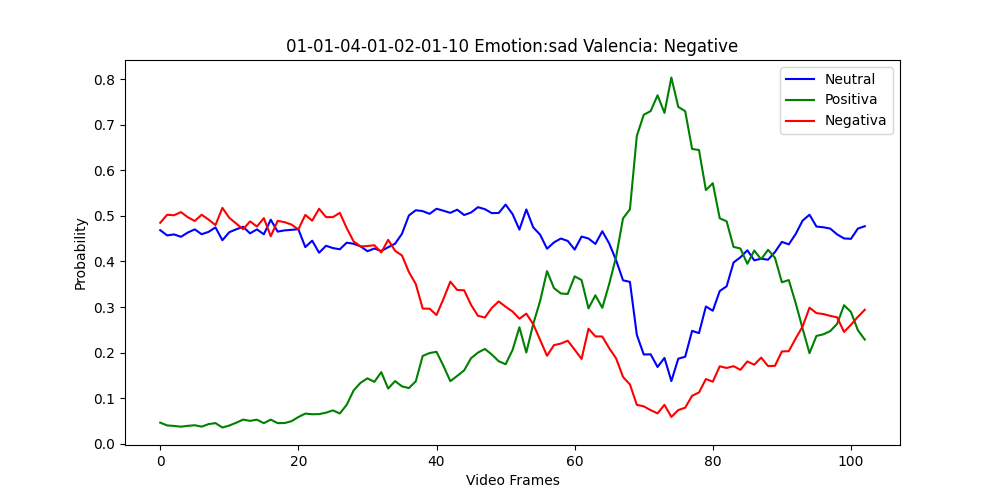 01-01-04-01-02-01-10 Emotion:sad Valencia: Negative
Neutral
Positiva
Negativa
0.8
0.7
0.6
0.5
0.4
0.3
0.2
0.1
0.0
Probability
0 20 40 60 80 100
Video Frames